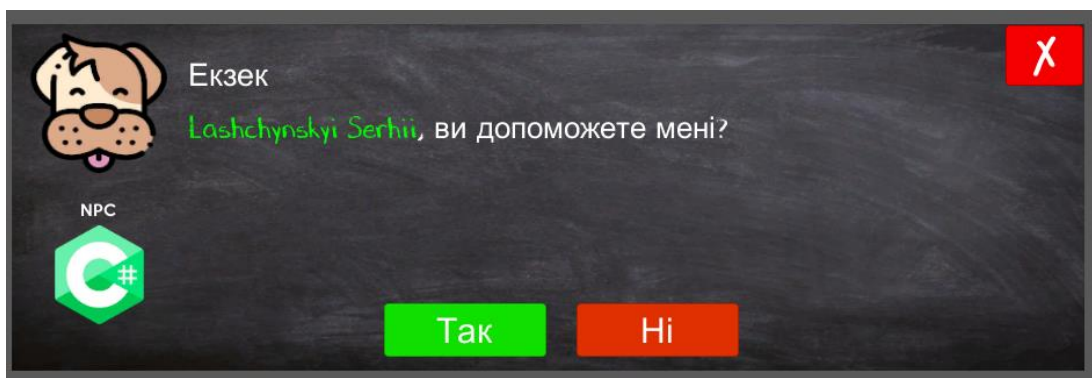 Екзек
Lashchynskyi Serhii, ви допоможете мені?
NPC
C#
Так
Ні
X